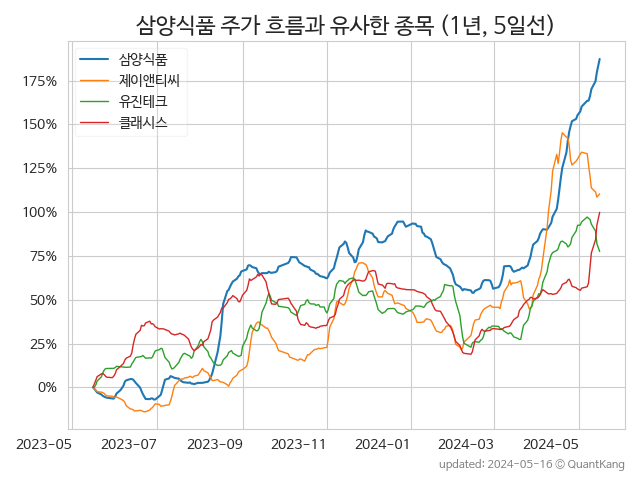 삼양식품 주가 흐름과 유사한 종목 (1년, 5일선)
삼양식품
제이앤티씨
유진테크
클래시스
175%
150%
125%
100%
75%
50%
25%
0%
2023-05 2023-07 2023-09 2023-11 2024-01 2024-03 2024-05
updated: 2024-05-16 © QuantKang